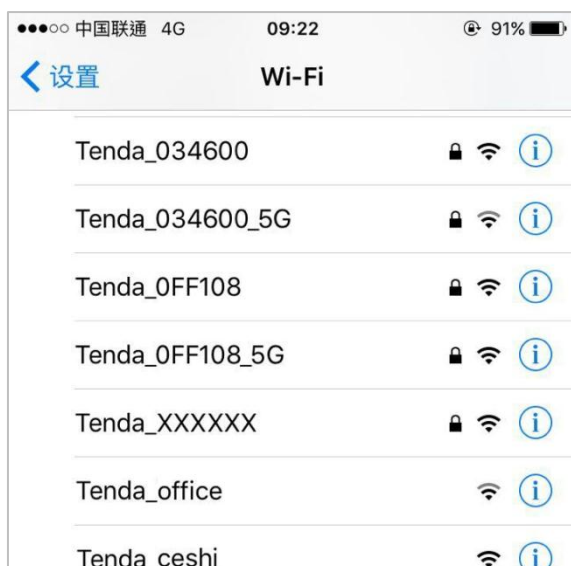 中国联通 4G 09:22 91%
设置 Wi-Fi
Tenda_034600
Tenda_034600_5G
Tenda_0FF108
Tenda_0FF108_5G
Tenda_XXXXXX
Tenda_office
Tenda_ceshi